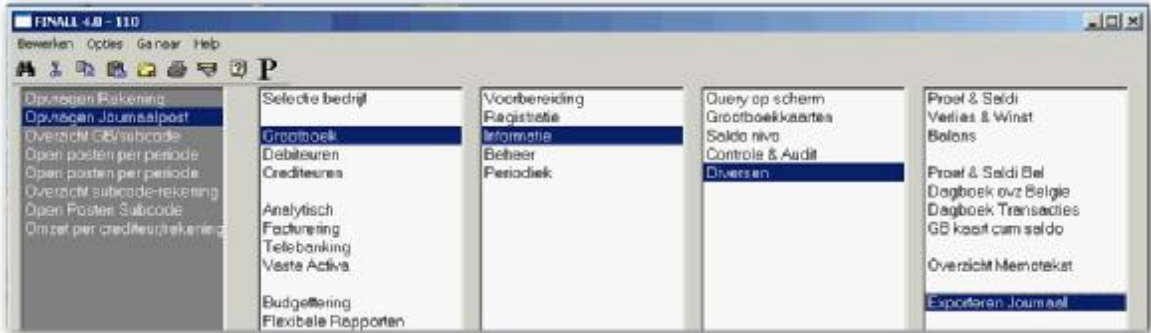 FINALL 4.0 - 110
Bewerken Opties Ga naar Help
P
Opvragen Rekening
Opvragen Journaalpost
Overzicht GB/subcode
Open posten per periode
Open posten per periode
Overzicht subcode-rekening
Open Posten Subcode
Omzet per crediteur/rekening
Selectie bedrijf
Grootboek
Debiteuren
Crediteuren
Analytisch
Facturering
Telebanking
Vaste Activa
Budgettering
Flexibele Rapporten
Voorbereiding
Registratie
Informatie
Beheer
Periodiek
Query op scherm
Grootboekkaarten
Saldo nivo
Controle & Audit
Diversen
Proef & Saldi
Verlies & Winst
Balans
Proef & Saldi Bel
Dagboek ovz Belgie
Dagboek Transacties
GB kaart cum saldo
Overzicht Memotekst
Exporteren Journaal